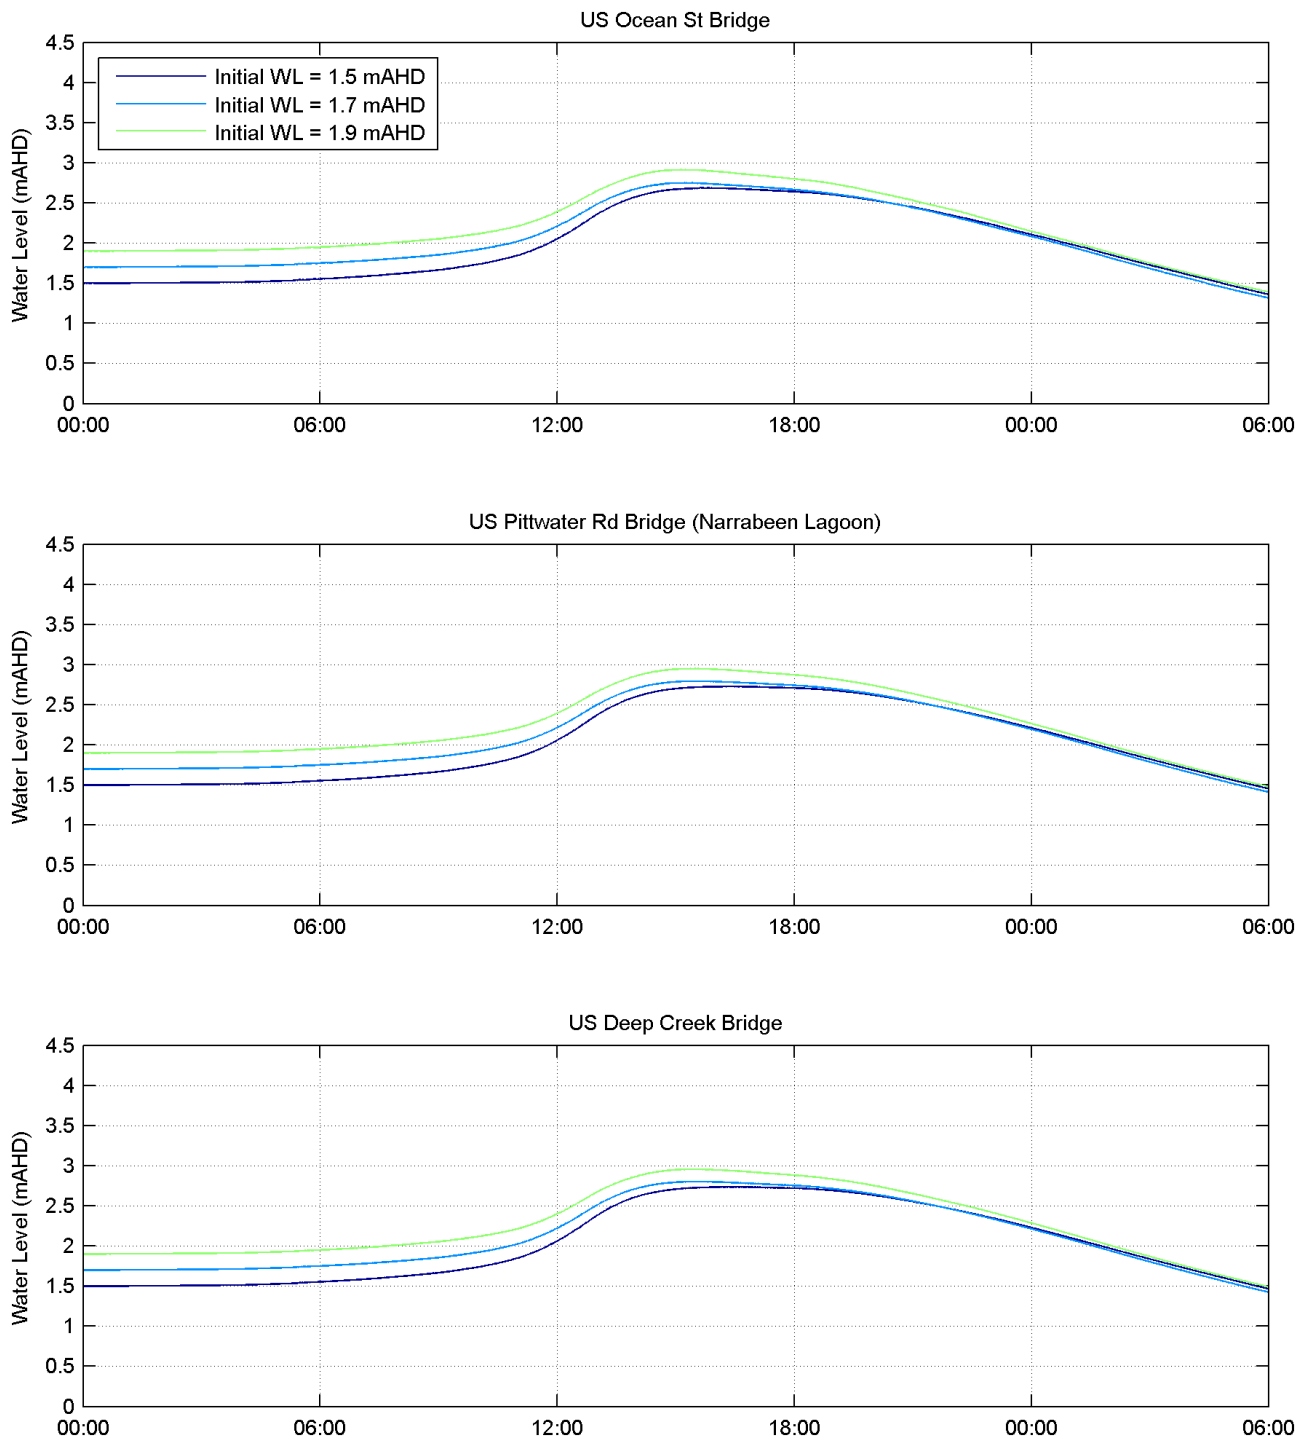 US Ocean St Bridge
4.5
4
3.5
3
2.5
2
1.5
1
0.5
0
Water Level (mAHD)
Initial WL = 1.5 mAHD
Initial WL = 1.7 mAHD
Initial WL = 1.9 mAHD
00:00 06:00 12:00 18:00 00:00 06:00
US Pittwater Rd Bridge (Narrabeen Lagoon)
4.5
4
3.5
3
2.5
2
1.5
1
0.5
0
Water Level (mAHD)
00:00 06:00 12:00 18:00 00:00 06:00
US Deep Creek Bridge
4.5
4
3.5
3
2.5
2
1.5
1
0.5
0
Water Level (mAHD)
00:00 06:00 12:00 18:00 00:00 06:00